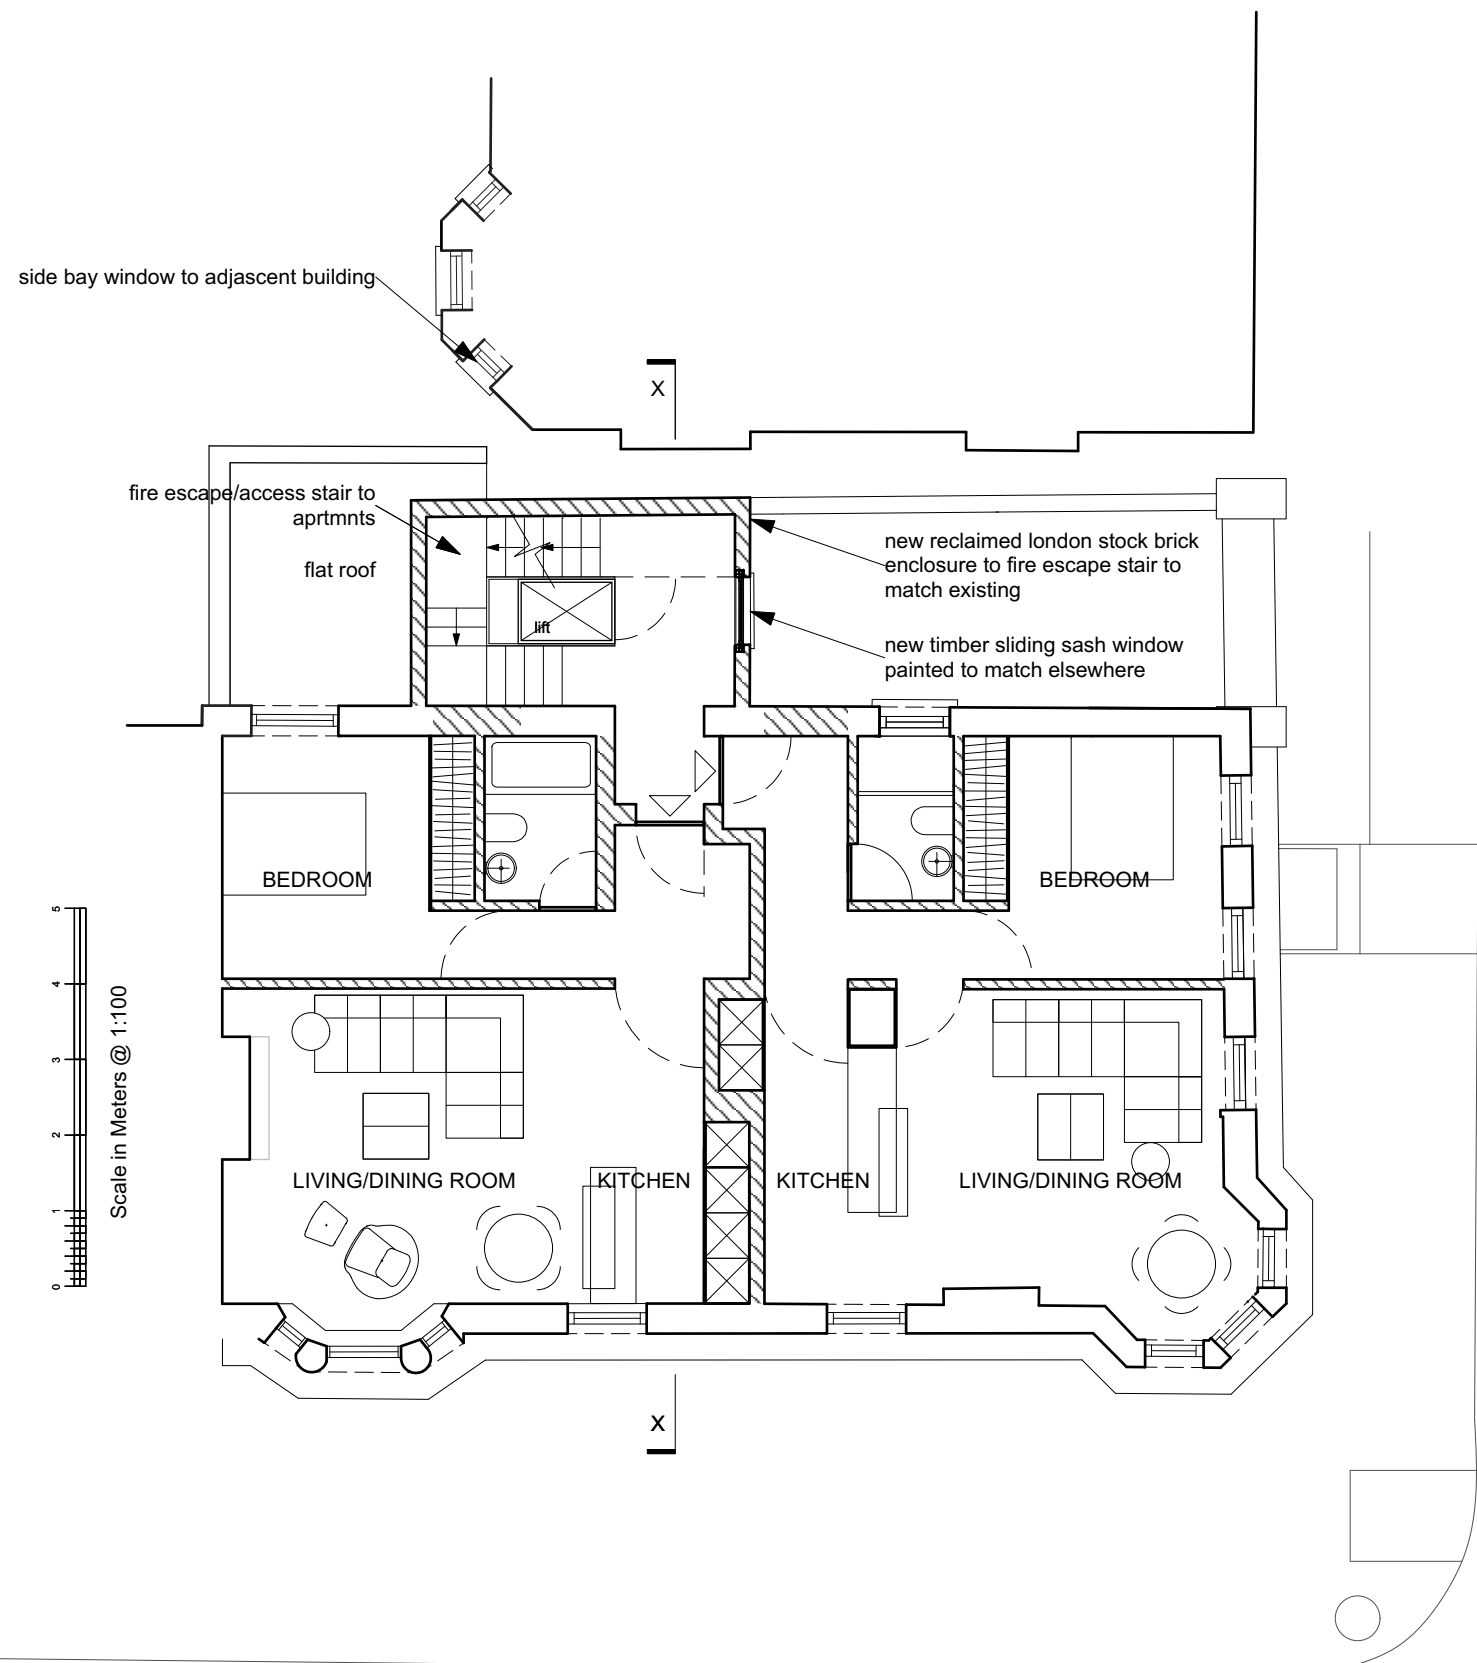 side bay window to adjascent building
X
fire escape/access stair to
aprtmnts
flat roof
new reclaimed london stock brick
enclosure to fire escape stair to
match existing
lift
new timber sliding sash window
painted to match elsewhere
BEDROOM
BEDROOM
5
4
3
2
1
0
Scale in Meters @ 1:100
LIVING/DINING ROOM
KITCHEN
KITCHEN
LIVING/DINING ROOM
X